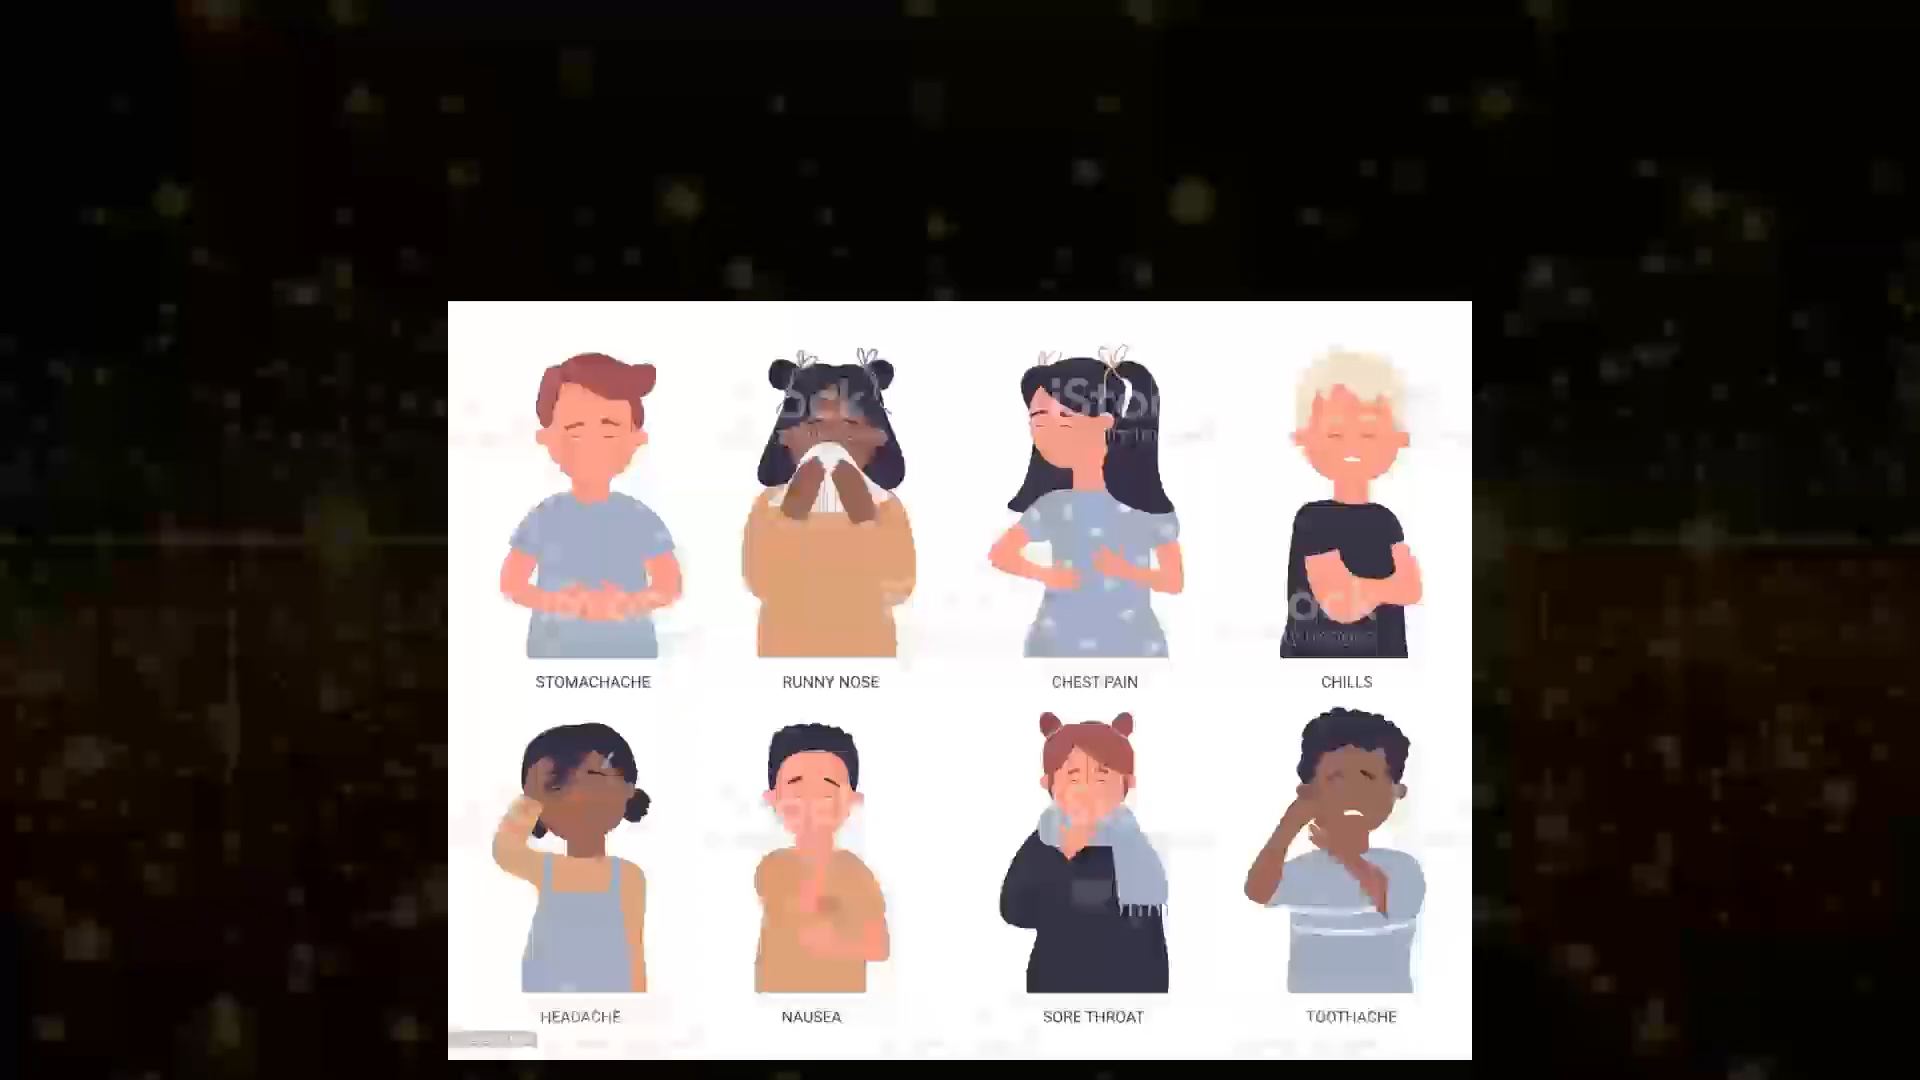 STOMACHACHE
RUNNY NOSE
CHEST PAIN
CHILLS
HEADACHE
NAUSEA
SORE THROAT
TOOTHACHE